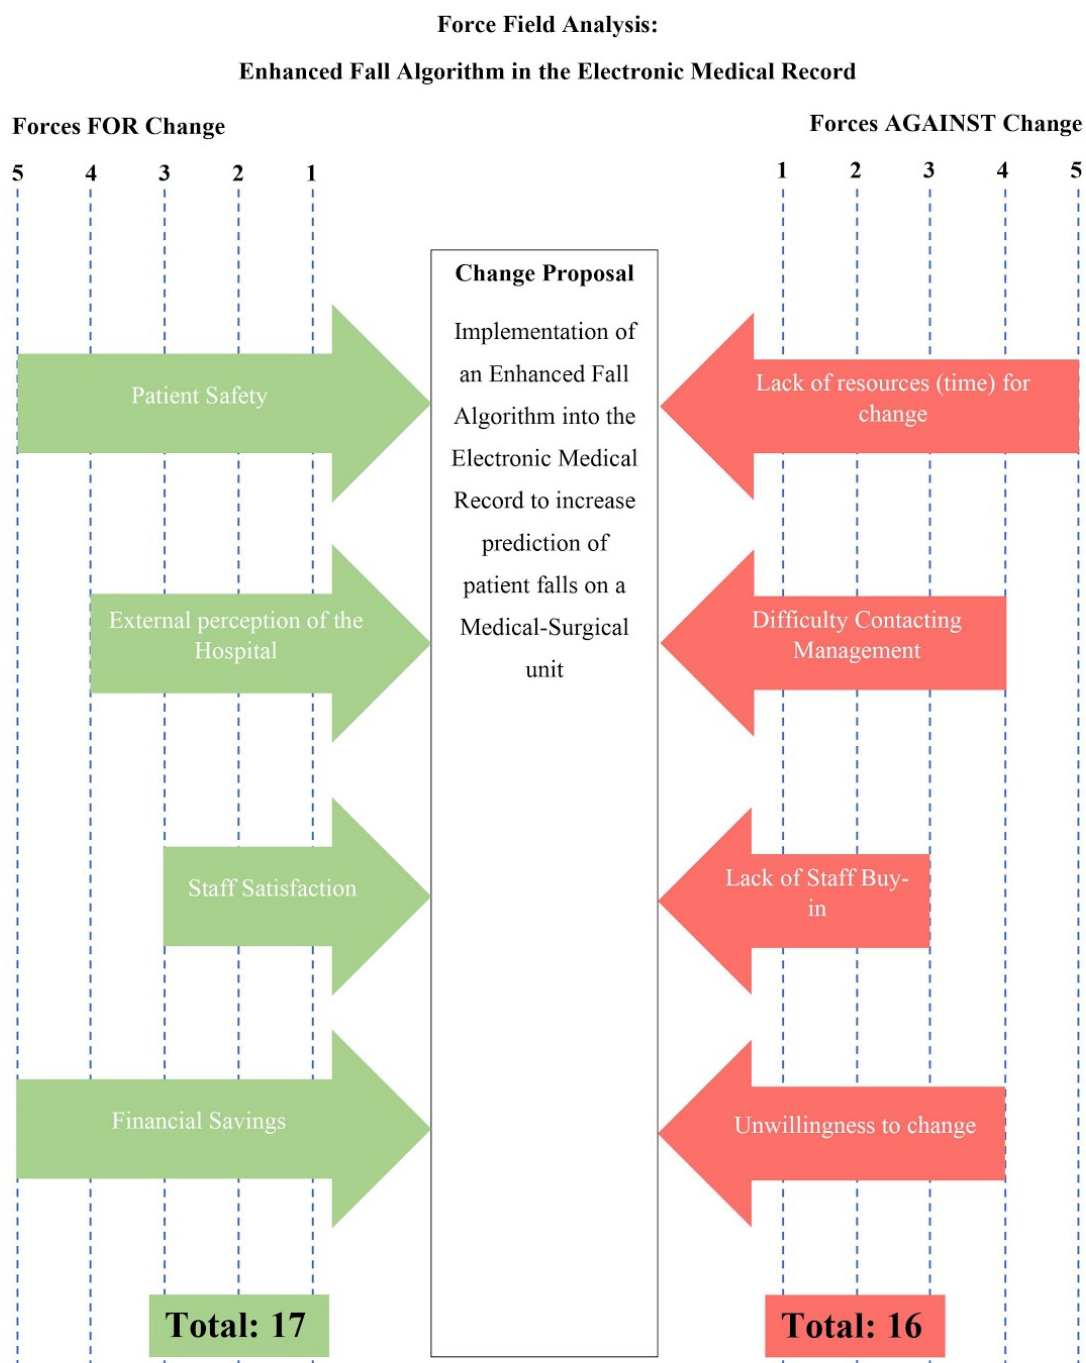 Force Field Analysis:
Enhanced Fall Algorithm in the Electronic Medical Record
Forces FOR Change
Forces AGAINST Change
5 4 3 2 1
1 2 3 4 5
Change Proposal
Implementation of
an Enhanced Fall
Algorithm into the
Electronic Medical
Record to increase
prediction of
patient falls on a
Medical-Surgical
unit
Patient Safety
External perception of the
Hospital
Staff Satisfaction
Financial Savings
Lack of resources (time) for
change
Difficulty Contacting
Management
Lack of Staff Buy-
in
Unwillingness to change
Total: 17
Total: 16